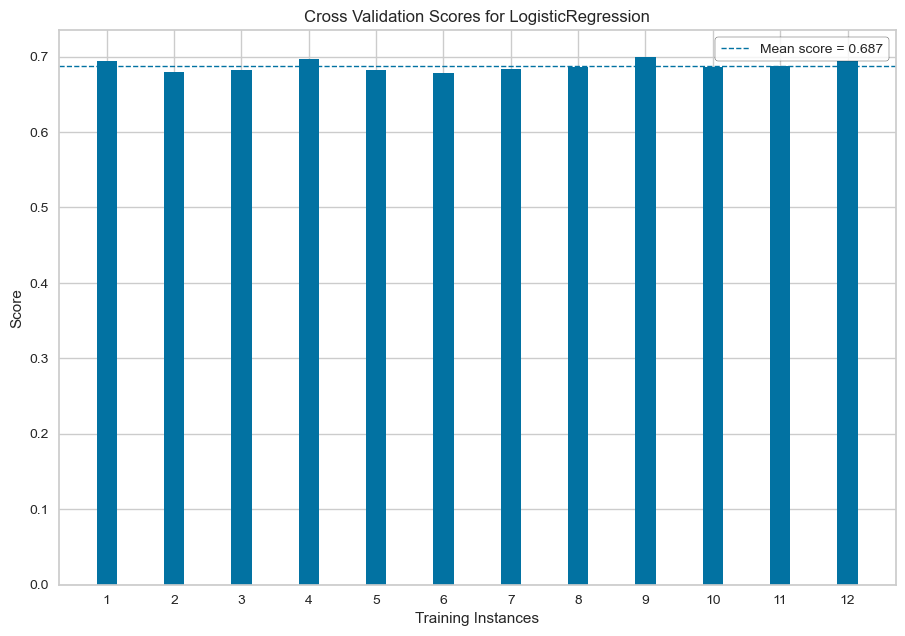 Cross Validation Scores for LogisticRegression
Mean score = 0.687
Score
0.7
0.6
0.5
0.4
0.3
0.2
0.1
0.0
1 2 3 4 5 6 7 8 9 10 11 12
Training Instances